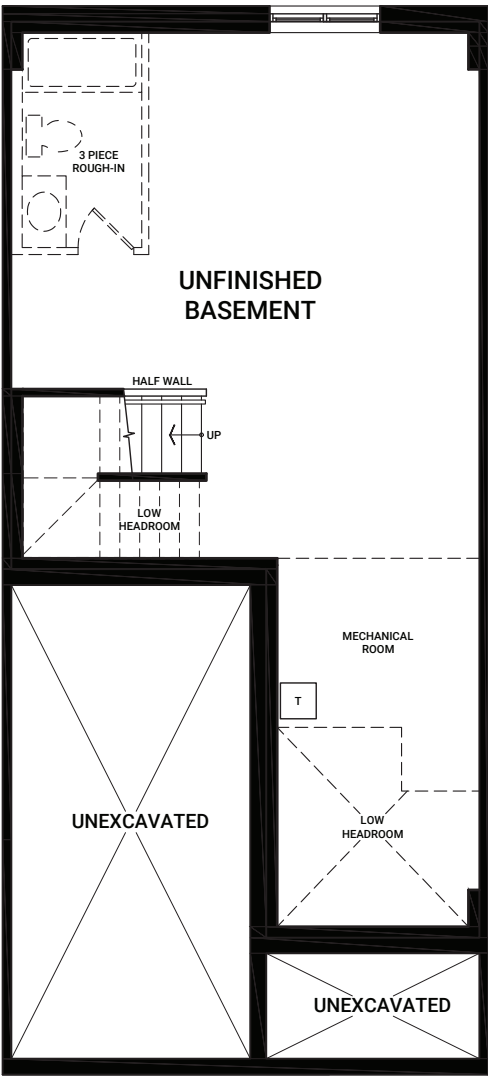 3 PIECE
ROUGH-IN
UNFINISHED
BASEMENT
HALF WALL
UP
LOW
HEADROOM
MECHANICAL
ROOM
T
UNEXCAVATED
LOW
HEADROOM
UNEXCAVATED